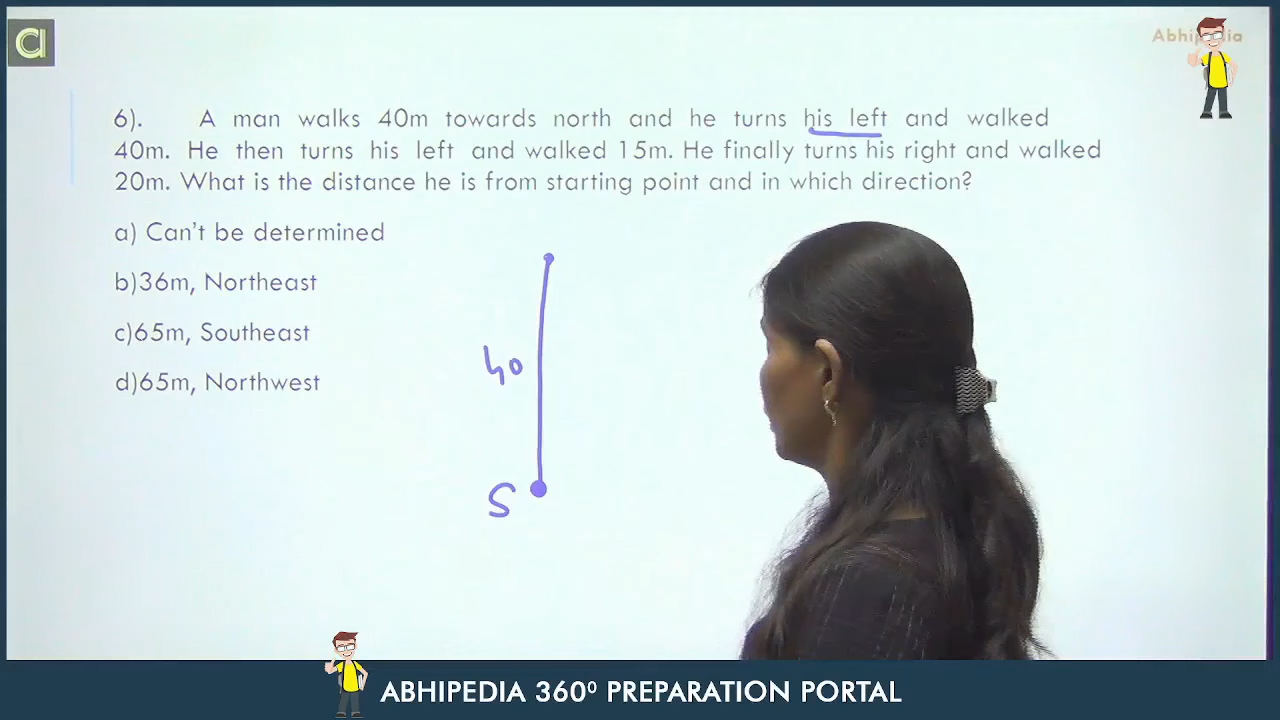 Abhipedia
6). A man walks 40m towards north and he turns his left and walked
40m. He then turns his left and walked 15m. He finally turns his right and walked
20m. What is the distance he is from starting point and in which direction?
a) Can't be determined
b)36m, Northeast
c)65m, Southeast
d)65m, Northwest
40
S
ABHIPEDIA 360⁰ PREPARATION PORTAL